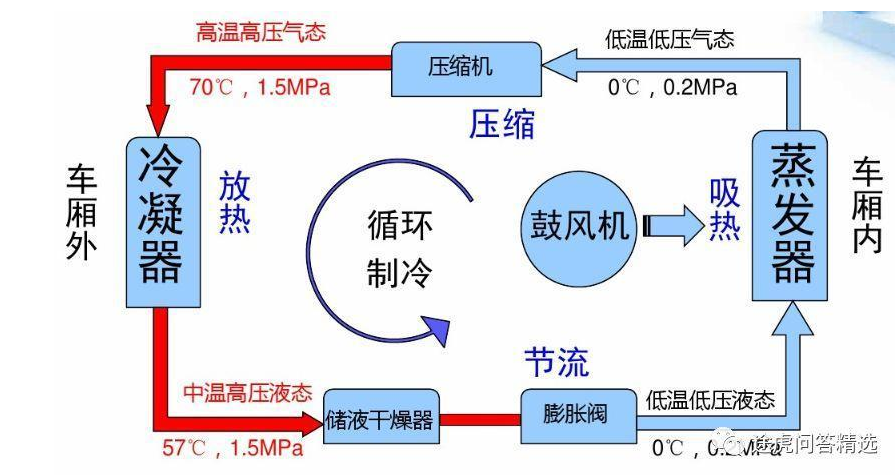 高温高压气态
70℃，1.5MPa
压缩机
低温低压气态
0℃，0.2MPa
压缩
车厢外
冷凝器
放热
循环
制冷
鼓风机
吸热
蒸发器
车厢内
节流
中温高压液态
57℃，1.5MPa
储液干燥器
膨胀阀
低温低压液态
0℃，0.2MPa
途虎问答精选